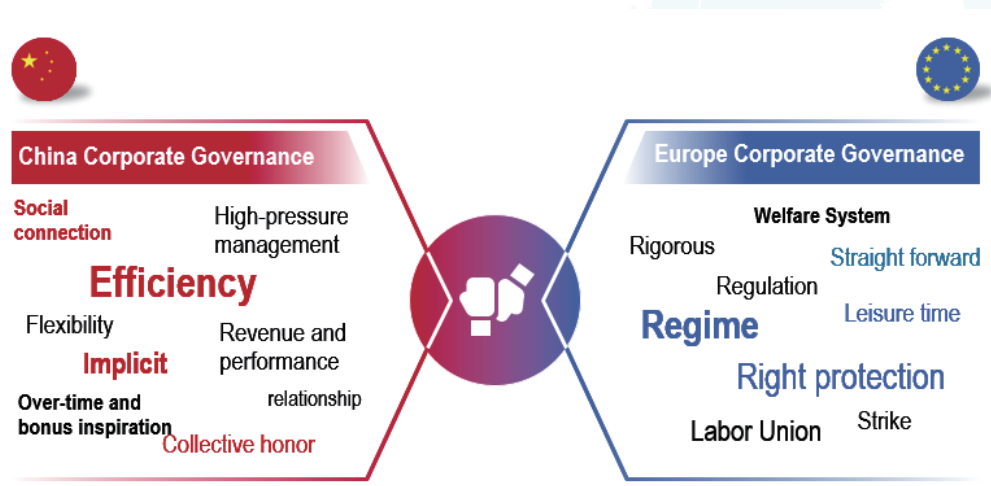 China Corporate Governance
Social
connection
High-pressure
management
Efficiency
Flexibility
Revenue and
performance
Implicit
relationship
Over-time and
bonus inspiration
Collective honor
Europe Corporate Governance
Welfare System
Rigorous
Straight forward
Regulation
Leisure time
Regime
Right protection
Strike
Labor Union